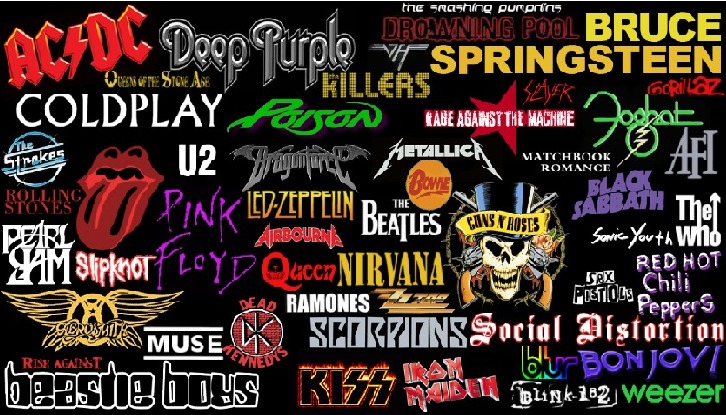 AC/DC
DEEP PURPLE
QUEENS OF THE STONE AGE
the smashing pumpkins
DROWNING POOL
VH
KILLERS
BRUCE
SPRINGSTEEN
COLDPLAY
POISON
SLAYER
GORILLAZ
RAGE AGAINST THE MACHINE
Foghat
The
Strokes
U2
DRAGONFORCE
METALLICA
MATCHBOOK
ROMANCE
AFI
ROLLING
STONES
PINK
FLOYD
LED-ZEPPELIN
BOWIE
THE
BEATLES
GUNS N' ROSES
BLACK
SABBATH
The
Who
Sonic Youth
PEARL
JAM
SlipKnoT
AIRBOURNE
Queen
NIRVANA
SEX
PISTOLS
RED HOT
Chili
PeppeRs
AEROSMITH
MUSE
DEAD
KENNEDYS
RAMONES
ZZ TOP
SCORPIONS
Social Distortion
RISE AGAINST
beastie boys
KISS
IRON
MAIDEN
blur
BON JOVI
BLINK-182
weezer